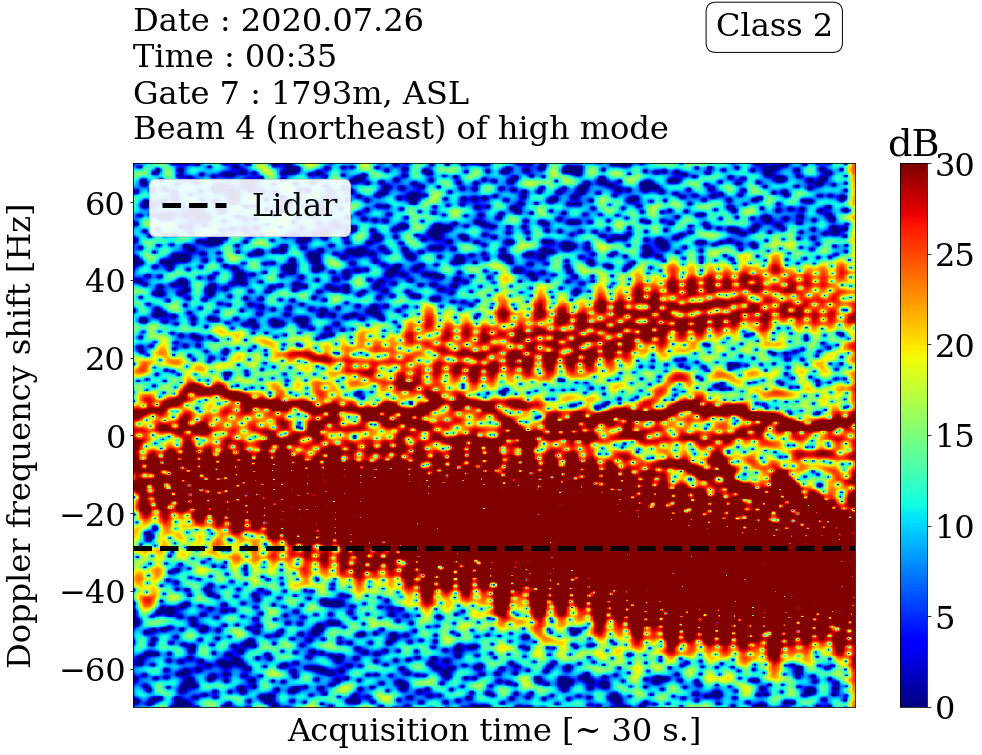 Date : 2020.07.26
Class 2
Time : 00:35
Gate 7 : 1793m, ASL
Beam 4 (northeast) of high mode
dB
Lidar
60
40
20
0
−20
−40
−60
Doppler frequency shift [Hz]
Acquisition time [~ 30 s.]
30
25
20
15
10
5
0